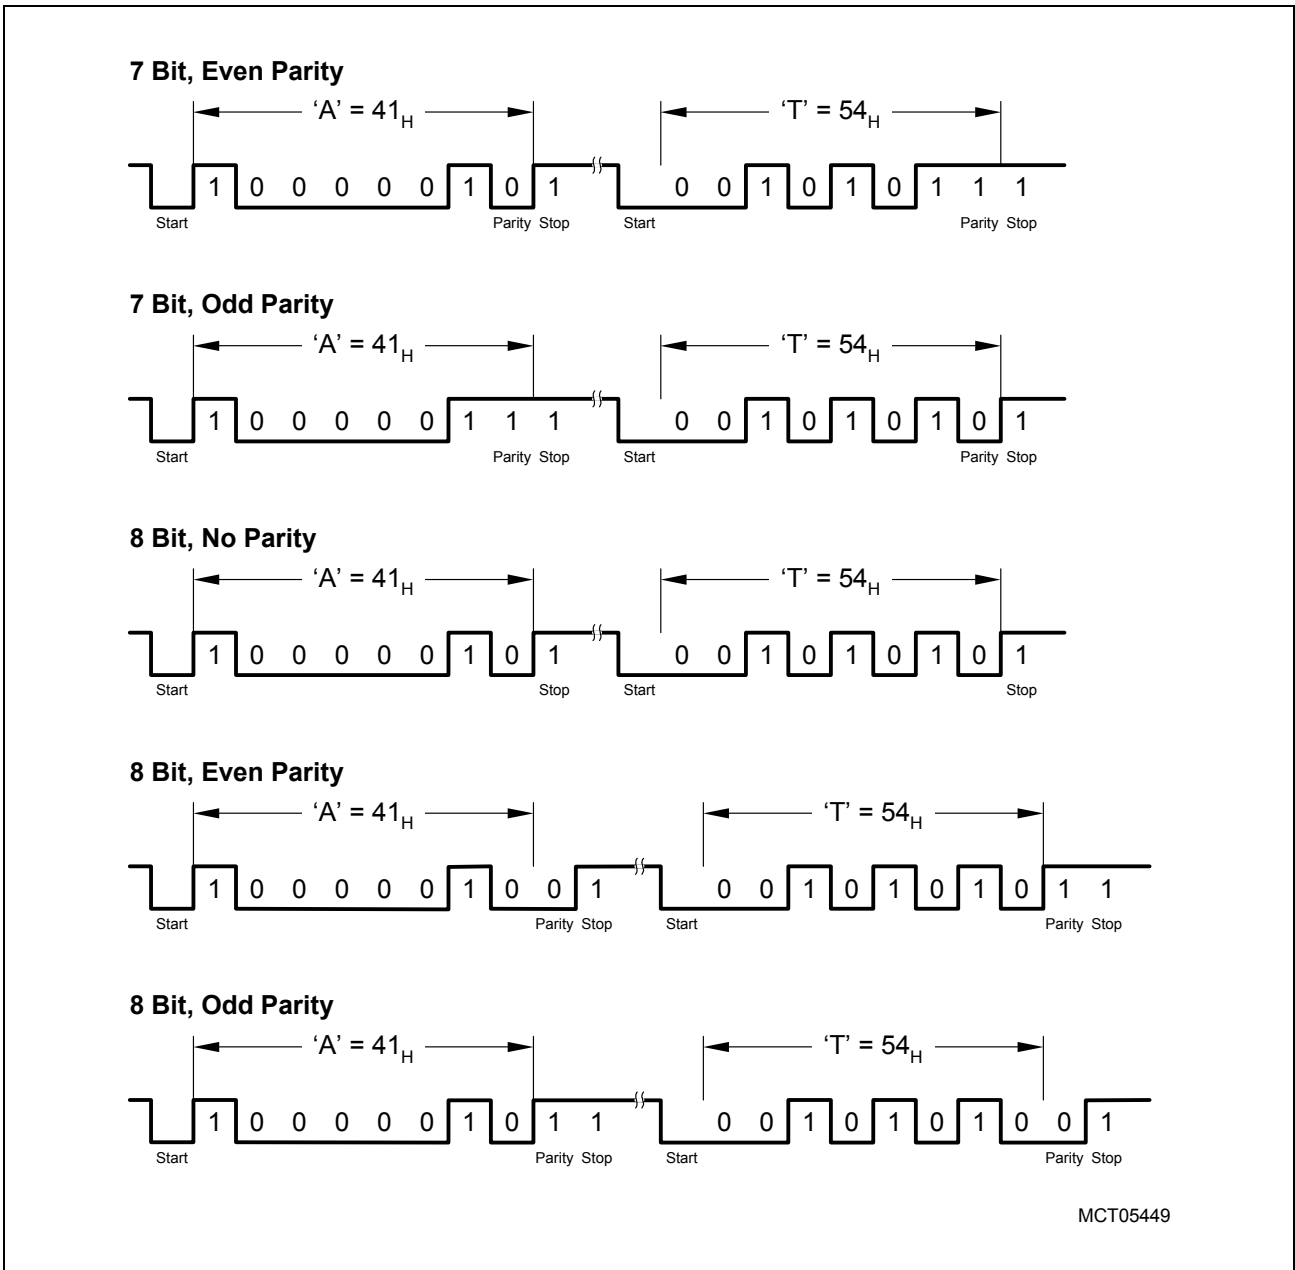 7 Bit, Even Parity
‘A’ = 41H ‘T’ = 54H
1 0 0 0 0 0 1 0 1 0 0 1 0 1 0 1 1 1
Start Parity Stop Start Parity Stop
7 Bit, Odd Parity
‘A’ = 41H ‘T’ = 54H
1 0 0 0 0 0 1 1 1 0 0 1 0 1 0 1 0 1
Start Parity Stop Start Parity Stop
8 Bit, No Parity
‘A’ = 41H ‘T’ = 54H
1 0 0 0 0 0 1 0 1 0 0 1 0 1 0 1 0 1
Start Stop Start Stop
8 Bit, Even Parity
‘A’ = 41H ‘T’ = 54H
1 0 0 0 0 0 1 0 0 1 0 0 1 0 1 0 1 0 1 1
Start Parity Stop Start Parity Stop
8 Bit, Odd Parity
‘A’ = 41H ‘T’ = 54H
1 0 0 0 0 0 1 0 1 1 0 0 1 0 1 0 1 0 0 1
Start Parity Stop Start Parity Stop
MCT05449